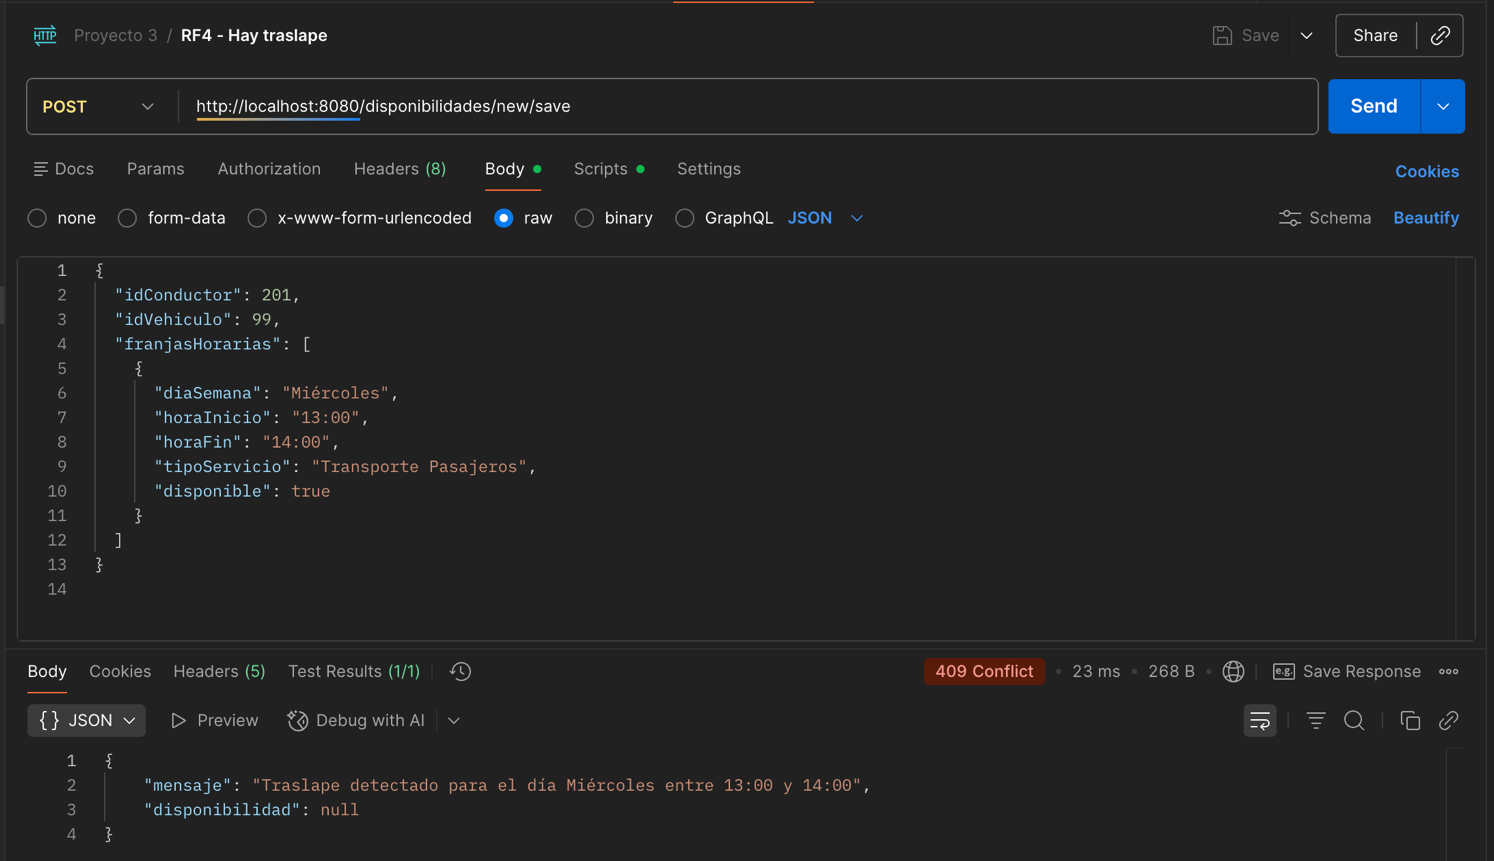 HTTP Proyecto 3 / RF4 - Hay traslape Save Share
POST http://localhost:8080/disponibilidades/new/save Send
Docs Params Authorization Headers (8) Body Scripts Settings Cookies
none form-data x-www-form-urlencoded raw binary GraphQL JSON Schema Beautify
1 {
2 "idConductor": 201,
3 "idVehiculo": 99,
4 "franjasHorarias": [
5 {
6 "diaSemana": "Miércoles",
7 "horaInicio": "13:00",
8 "horaFin": "14:00",
9 "tipoServicio": "Transporte Pasajeros",
10 "disponible": true
11 }
12 ]
13 }
14
Body Cookies Headers (5) Test Results (1/1) 409 Conflict • 23 ms • 268 B • e.g. Save Response
{} JSON Preview Debug with AI
1 {
2 "mensaje": "Traslape detectado para el día Miércoles entre 13:00 y 14:00",
3 "disponibilidad": null
4 }